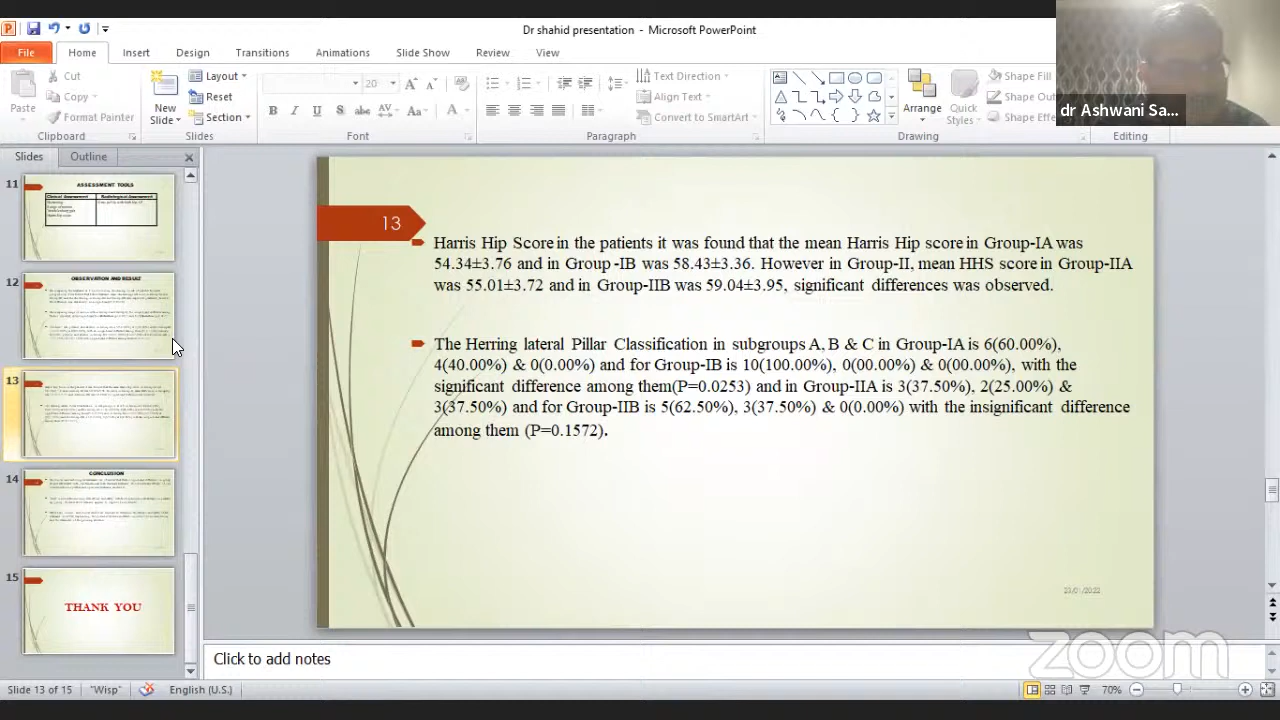 Dr shahid presentation - Microsoft PowerPoint
File Home Insert Design Transitions Animations Slide Show Review View
Cut
Copy
Format Painter
Paste
Clipboard
New
Slide
Layout
Reset
Section
Slides
20
Font
Text Direction
Align Text
Convert to SmartArt
Paragraph
Arrange
Quick
Styles
Shape Fill
Drawing
Editing
dr Ashwani Sa...
Slides Outline
11
ASSESSMENT TOOLS
Clinical Assessment Radiological Assessment
12
OBSERVATION AND RESULT
13
14
CONCLUSION
15
THANK YOU
13
Harris Hip Score in the patients it was found that the mean Harris Hip score in Group-IA was
54.34±3.76 and in Group -IB was 58.43±3.36. However in Group-II, mean HHS score in Group-IIA
was 55.01±3.72 and in Group-IIB was 59.04±3.95, significant differences was observed.
The Herring lateral Pillar Classification in subgroups A, B & C in Group-IA is 6(60.00%),
4(40.00%) & 0(0.00%) and for Group-IB is 10(100.00%), 0(00.00%) & 0(00.00%), with the
significant difference among them(P=0.0253) and in Group-IIA is 3(37.50%), 2(25.00%) &
3(37.50%) and for Group-IIB is 5(62.50%), 3(37.50%) & 0(0.00%) with the insignificant difference
among them (P=0.1572).
23/01/2022
zoom
Click to add notes
Slide 13 of 15 "Wisp" English (U.S.) 70%